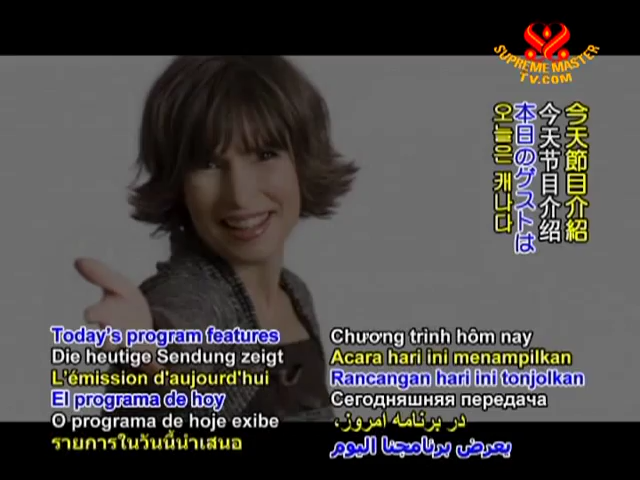 SUPREME MASTER
TV.COM
今天節目介紹
今天节目介绍
本日のゲストは
오늘은 캐나다
Today's program features
Die heutige Sendung zeigt
L'émission d'aujourd'hui
El programa de hoy
O programa de hoje exibe
รายการในวันนี้นำเสนอ
Chương trình hôm nay
Acara hari ini menampilkan
Rancangan hari ini tonjolkan
Сегодняшняя передача
در برنامه امروز،
يعرض برنامجنا اليوم